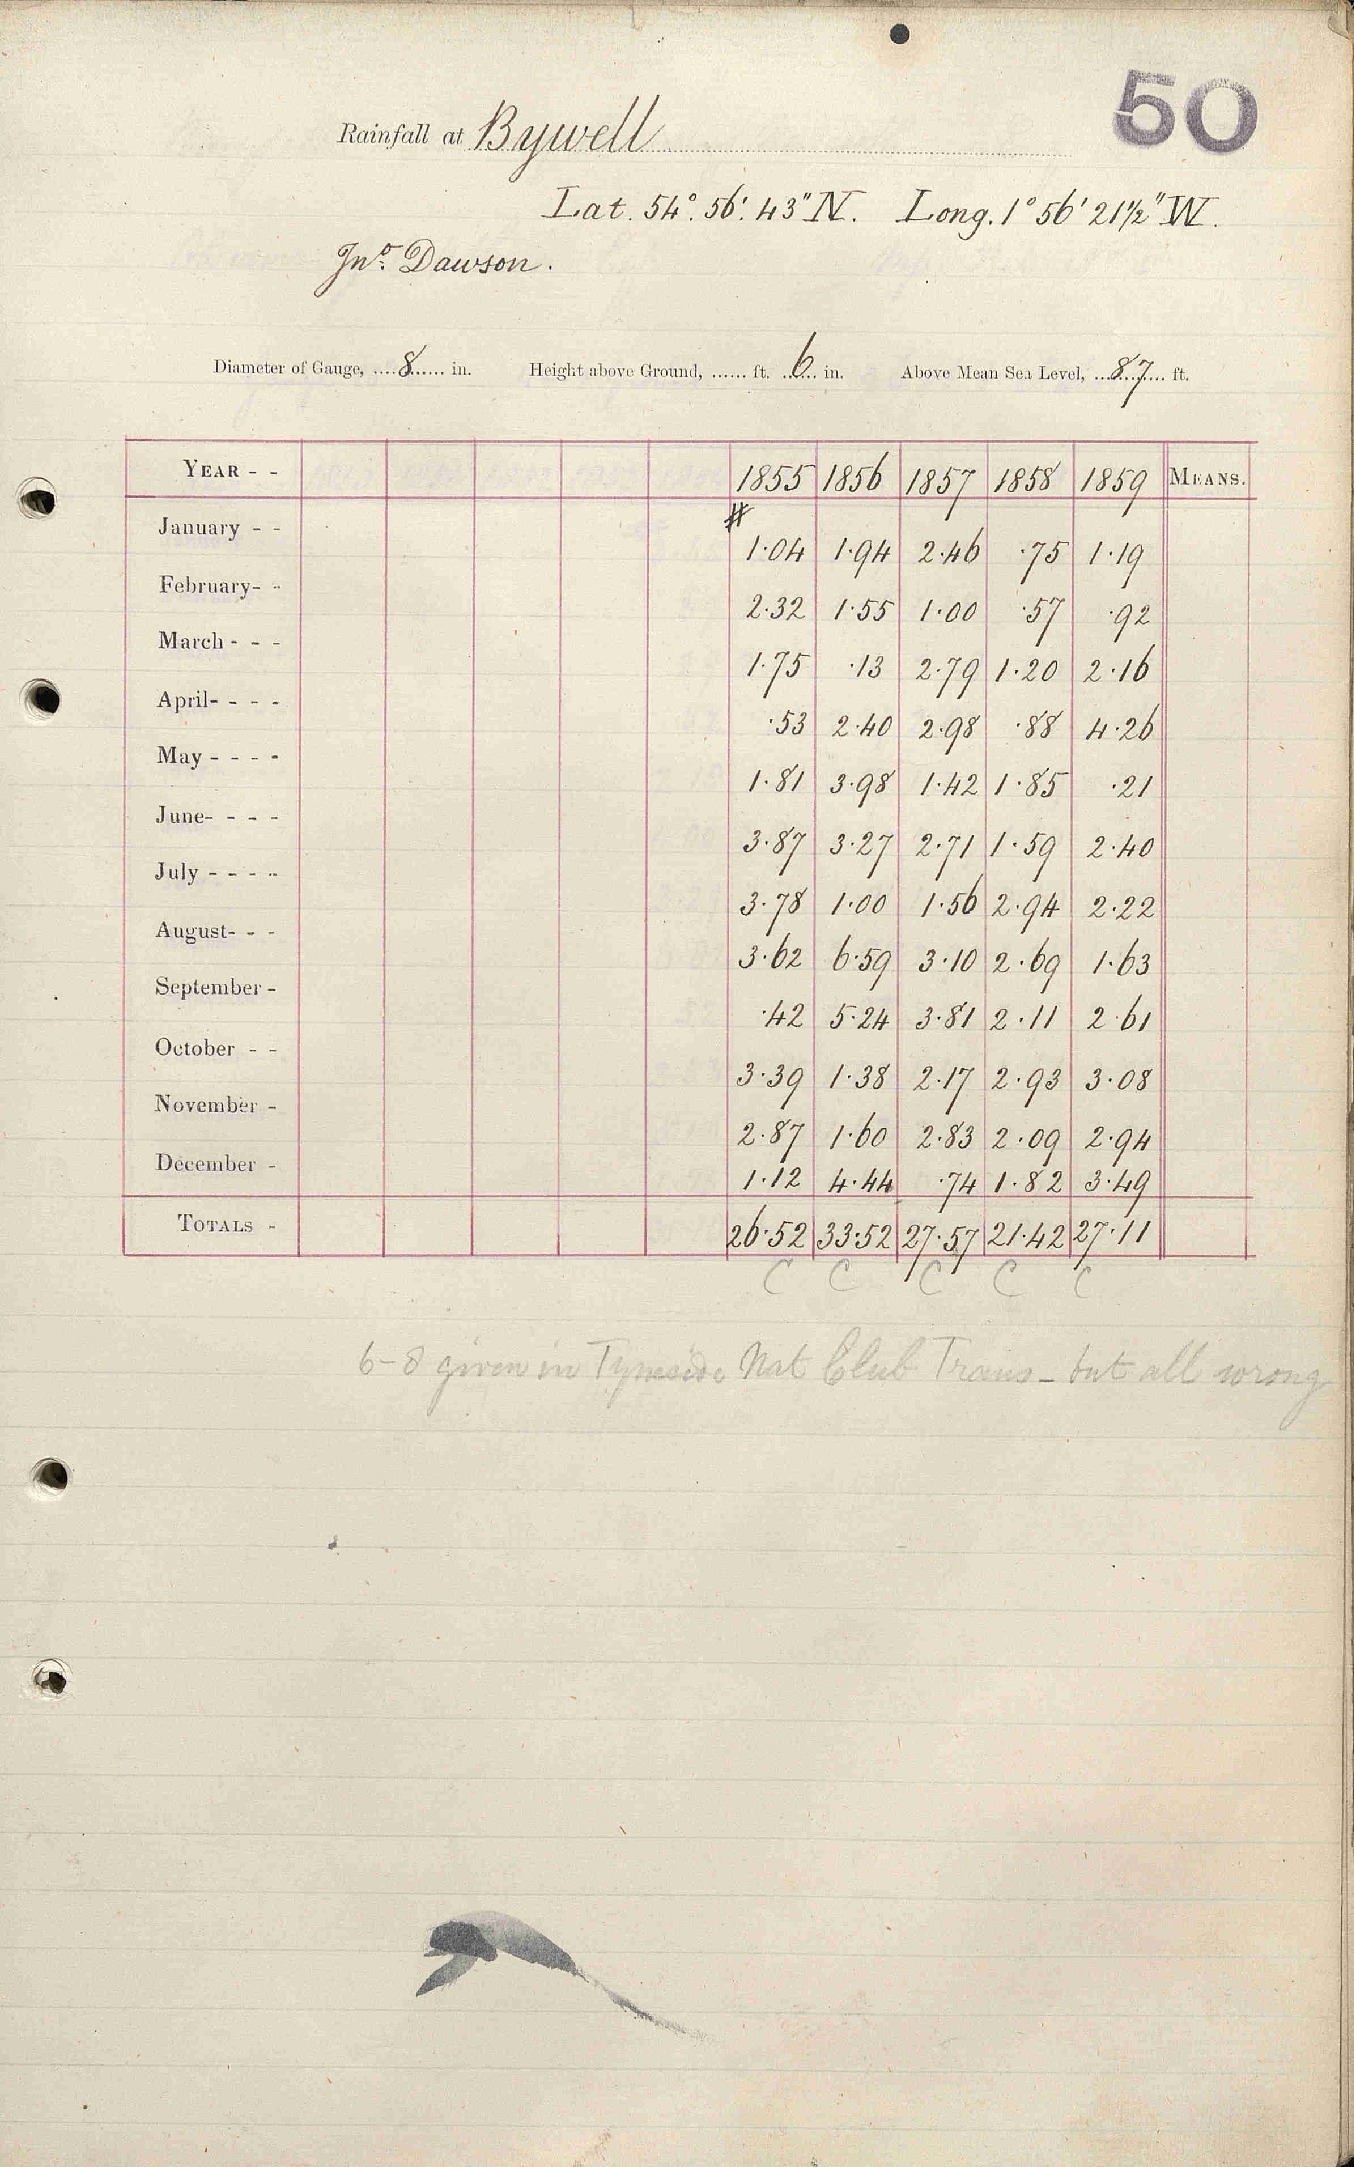 50
Rainfall at Bywell
Lat. 54°. 56'. 43" N. Long. 1° 56' 21½" W.
Jno. Dawson.
Diameter of Gauge, ....8...... in. Height above Ground, ...... ft. ..6.... in. Above Mean Sea Level, ...87... ft.
YEAR - - 1855 1856 1857 1858 1859 MEANS.
#
January - - 1.04 1.94 2.46 .75 1.19
February- - 2.32 1.55 1.00 .57 .92
March - - - 1.75 .13 2.79 1.20 2.16
April- - - - .53 2.40 2.98 .88 4.26
May - - - - 1.81 3.98 1.42 1.85 .21
June- - - - 3.87 3.27 2.71 1.59 2.40
July - - - - 3.78 1.00 1.56 2.94 2.22
August- - - 3.62 6.59 3.10 2.69 1.63
September - .42 5.24 3.81 2.11 2.61
October - - 3.39 1.38 2.17 2.93 3.08
November - 2.87 1.60 2.83 2.09 2.94
December - 1.12 4.44 .74 1.82 3.49
TOTALS - 26.52 33.52 27.57 21.42 27.11
C C C C C
6-8 given in Tyneside Nat Club Trans - but all wrong